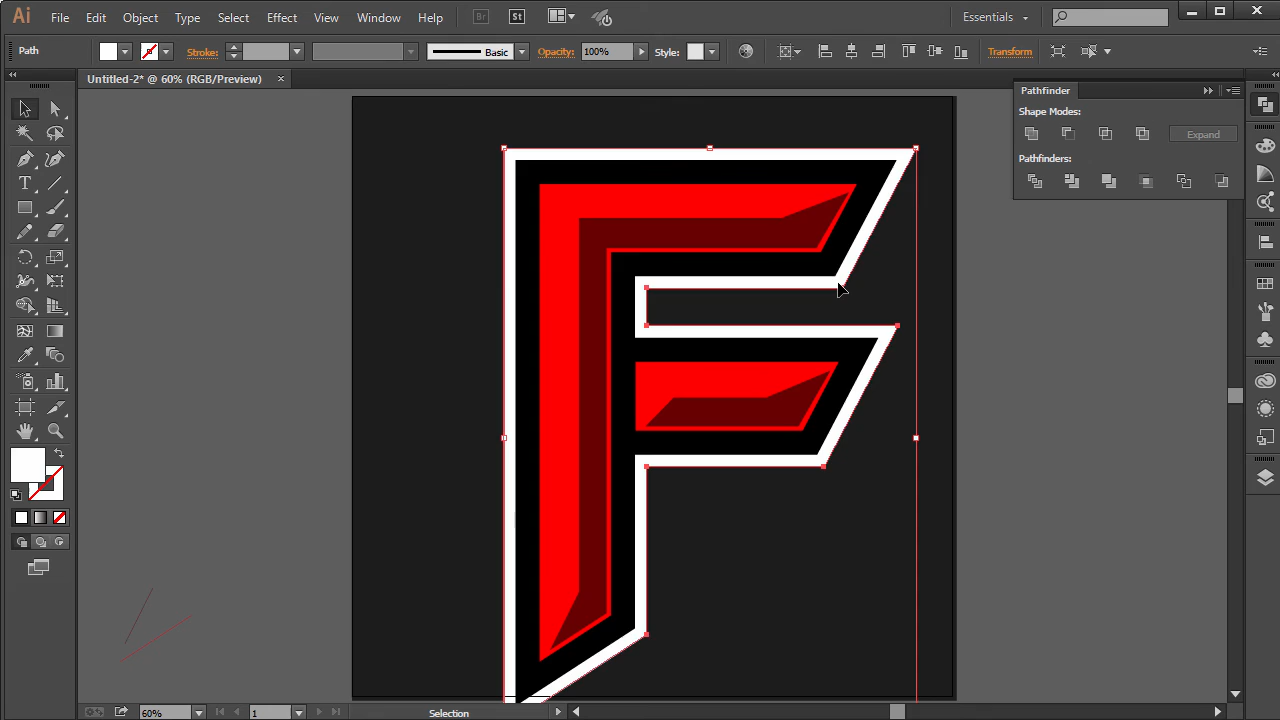 Ai File Edit Object Type Select Effect View Window Help Br St Essentials
Path Stroke: Basic Opacity: 100% Style: Transform
Untitled-2* @ 60% (RGB/Preview) ×
Pathfinder
Shape Modes:
Expand
Pathfinders:
T
F
60% 1 Selection